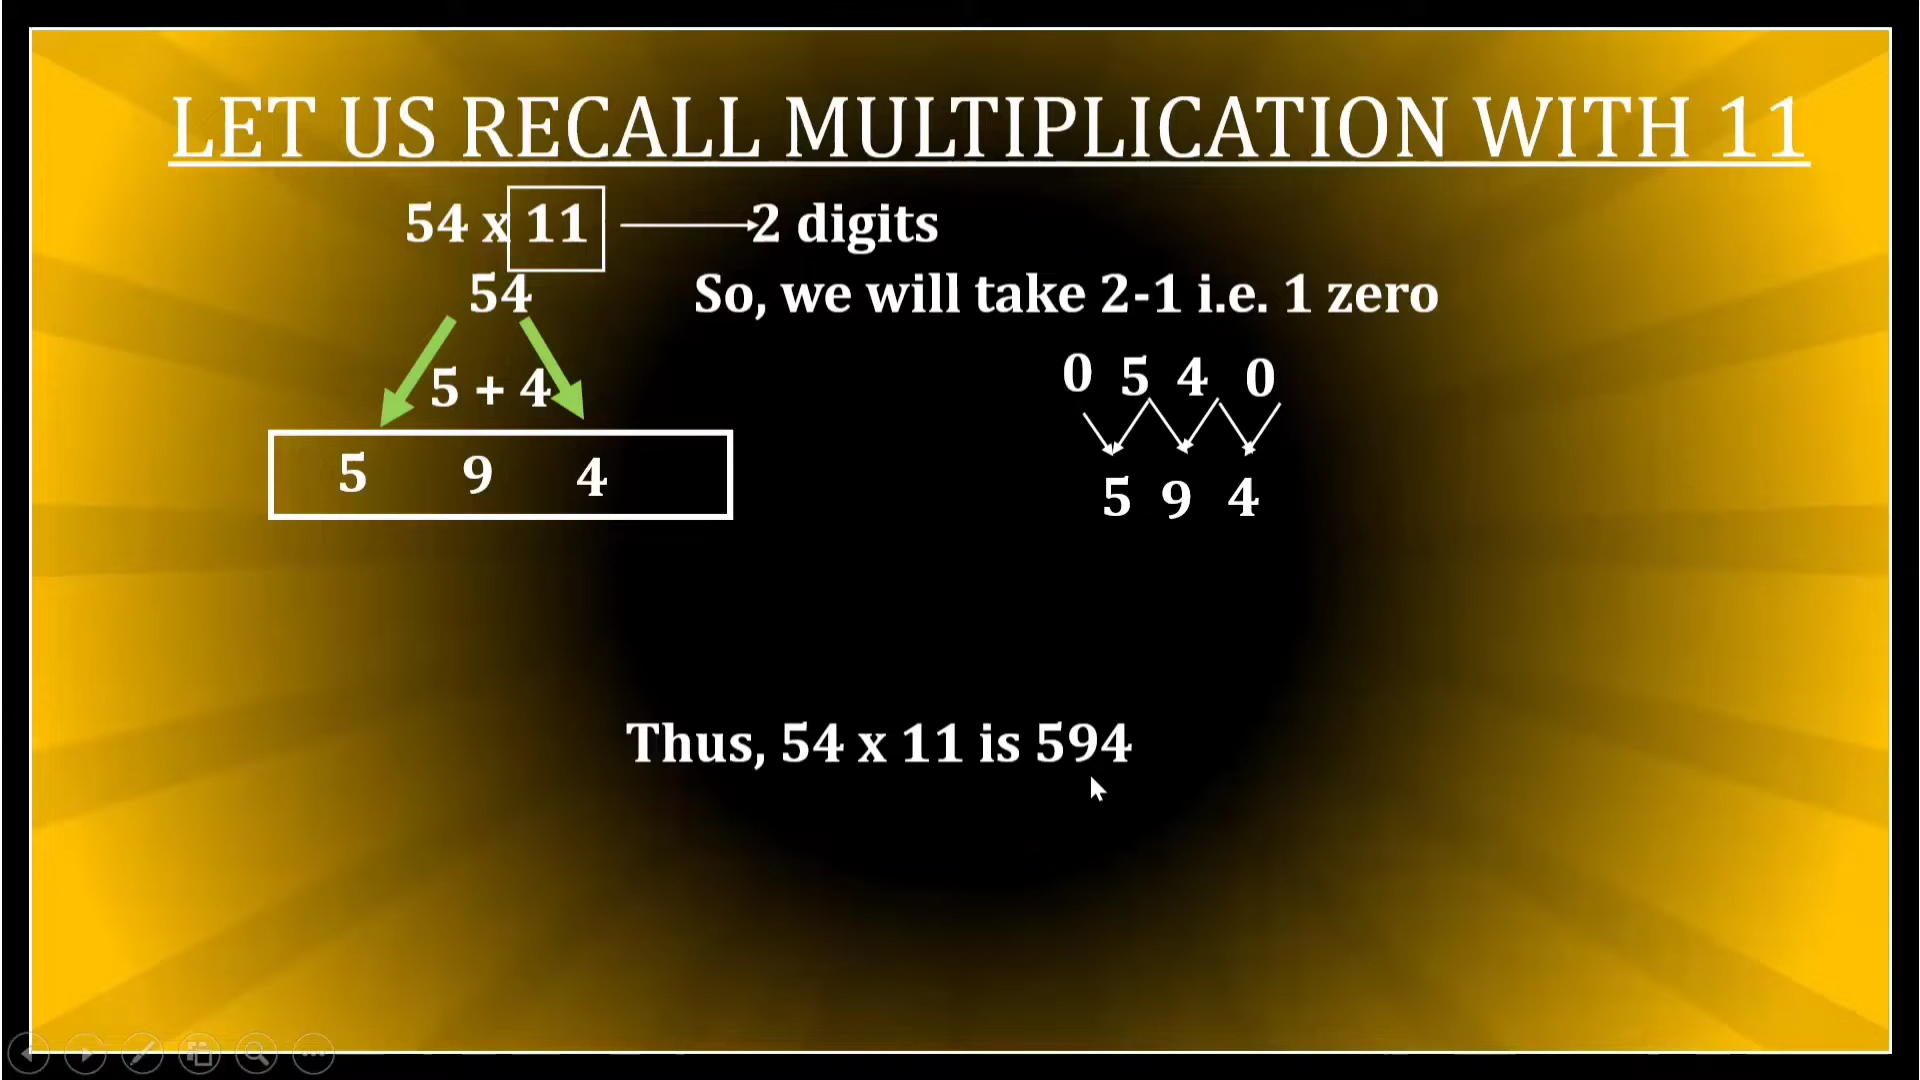 LET US RECALL MULTIPLICATION WITH 11
54 x 11 2 digits
54 So, we will take 2-1 i.e. 1 zero
5 + 4
0 5 4 0
5 9 4
5 9 4
Thus, 54 x 11 is 594